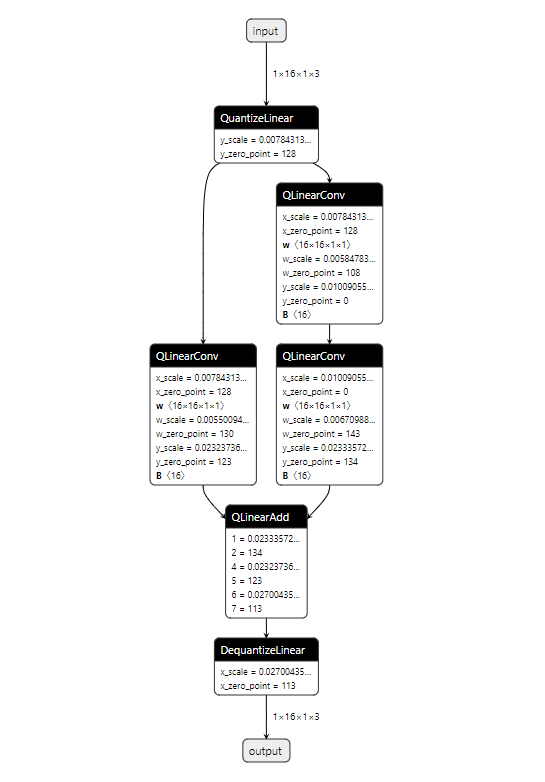 input
1×16×1×3
QuantizeLinear
y_scale = 0.00784313...
y_zero_point = 128
QLinearConv
x_scale = 0.00784313...
x_zero_point = 128
w 〈16×16×1×1〉
w_scale = 0.00584783...
w_zero_point = 108
y_scale = 0.01009055...
y_zero_point = 0
B 〈16〉
QLinearConv
x_scale = 0.00784313...
x_zero_point = 128
w 〈16×16×1×1〉
w_scale = 0.00550094...
w_zero_point = 130
y_scale = 0.02323736...
y_zero_point = 123
B 〈16〉
QLinearConv
x_scale = 0.01009055...
x_zero_point = 0
w 〈16×16×1×1〉
w_scale = 0.00670988...
w_zero_point = 143
y_scale = 0.02333572...
y_zero_point = 134
B 〈16〉
QLinearAdd
1 = 0.02333572...
2 = 134
4 = 0.02323736...
5 = 123
6 = 0.02700435...
7 = 113
DequantizeLinear
x_scale = 0.02700435...
x_zero_point = 113
1×16×1×3
output